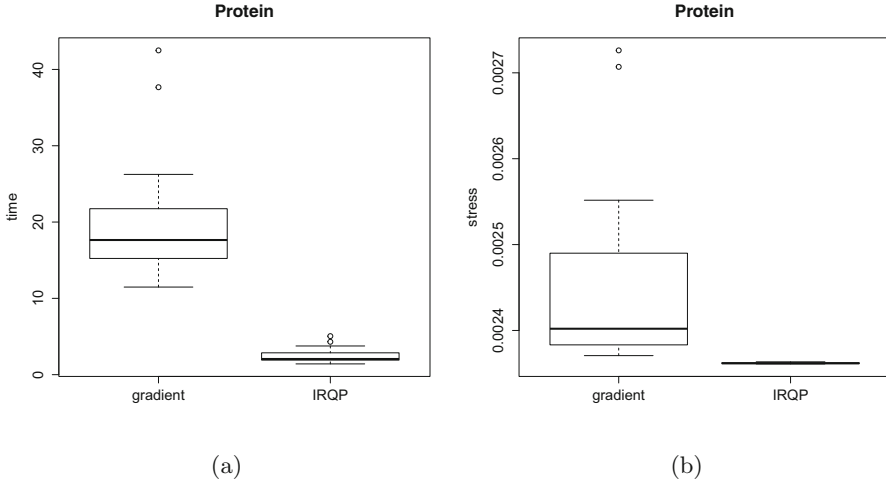 Protein
time
0
10
20
30
40
gradient
IRQP
(a)
Protein
stress
0.0024
0.0025
0.0026
0.0027
gradient
IRQP
(b)